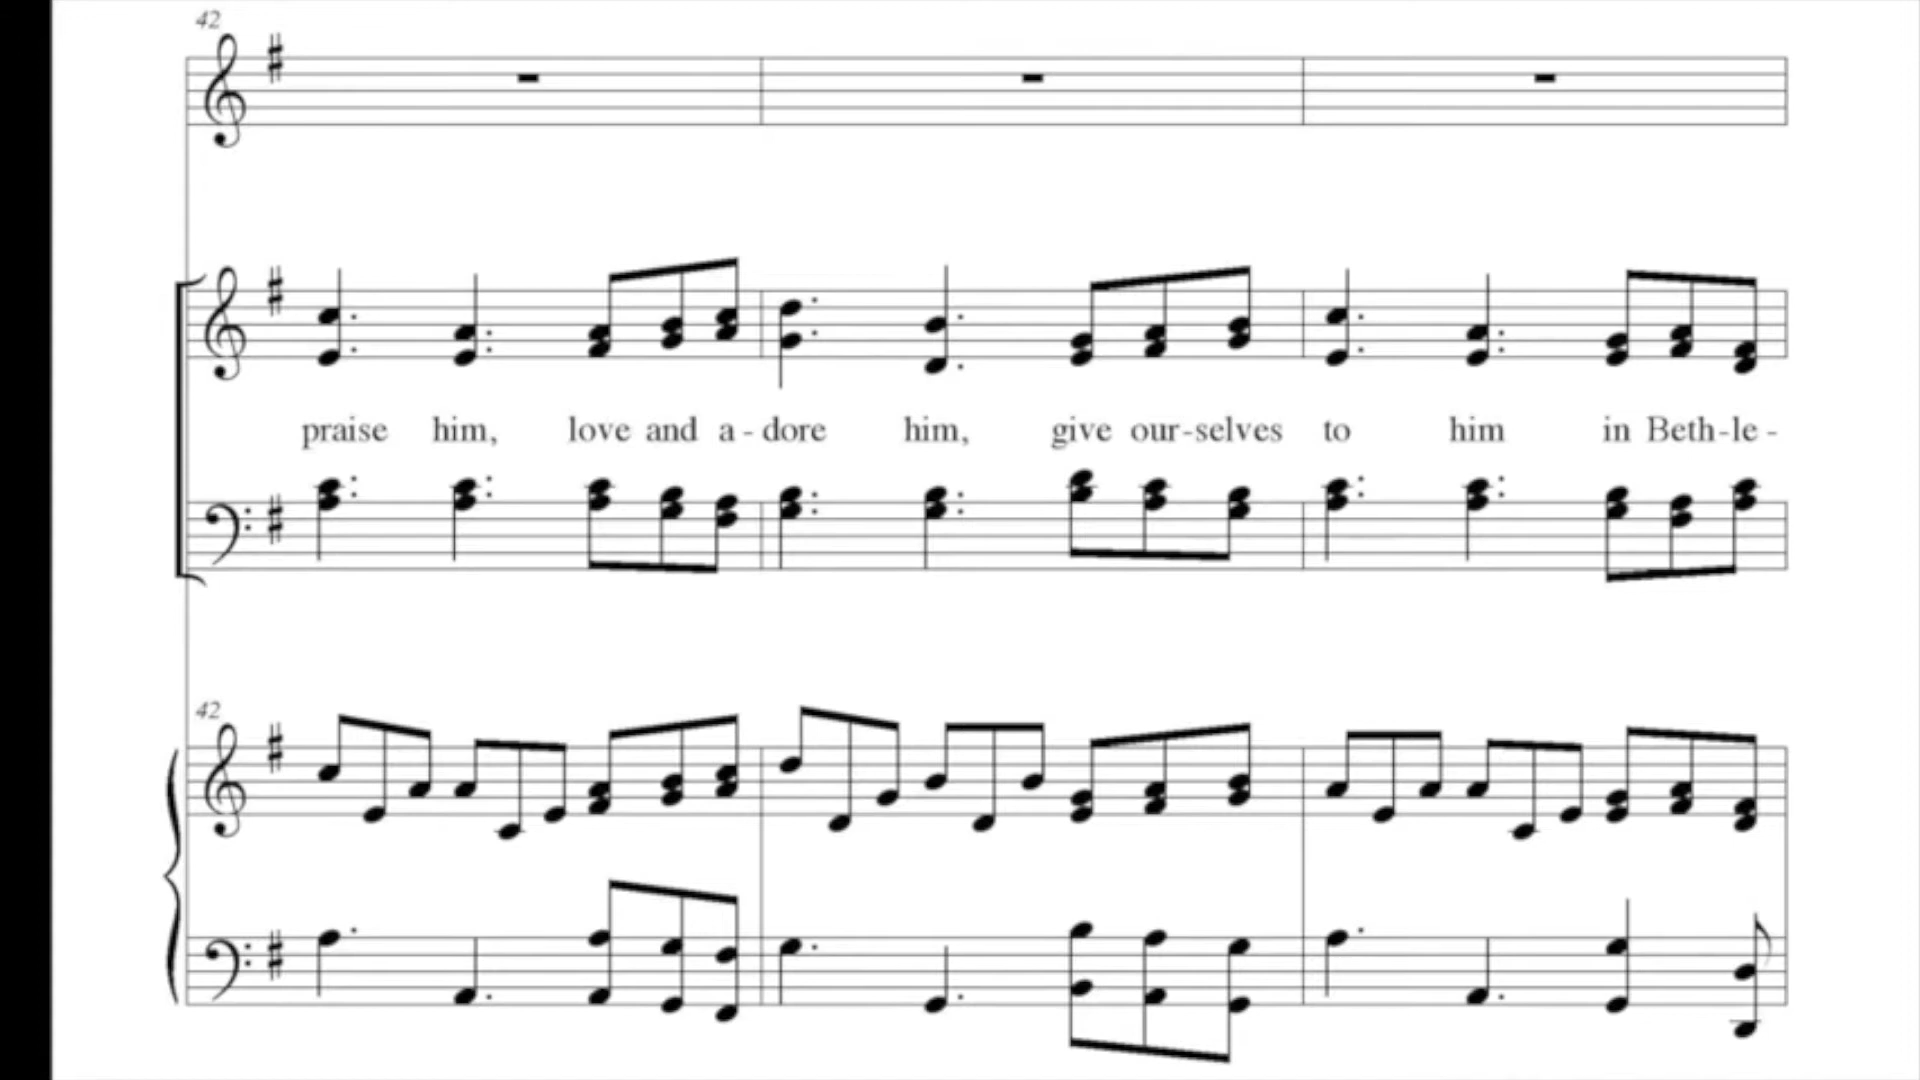 42
praise him, love and a - dore him, give our - selves to him in Beth - le -
42